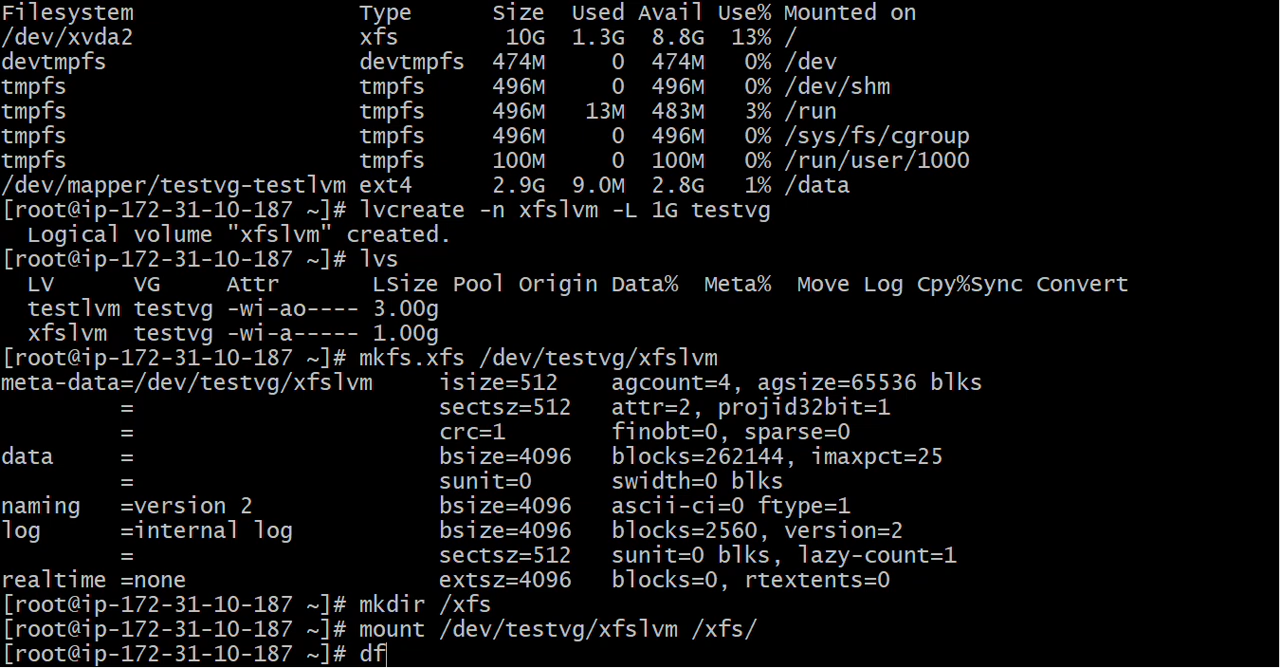 Filesystem Type Size Used Avail Use% Mounted on
/dev/xvda2 xfs 10G 1.3G 8.8G 13% /
devtmpfs devtmpfs 474M 0 474M 0% /dev
tmpfs tmpfs 496M 0 496M 0% /dev/shm
tmpfs tmpfs 496M 13M 483M 3% /run
tmpfs tmpfs 496M 0 496M 0% /sys/fs/cgroup
tmpfs tmpfs 100M 0 100M 0% /run/user/1000
/dev/mapper/testvg-testlvm ext4 2.9G 9.0M 2.8G 1% /data
[root@ip-172-31-10-187 ~]# lvcreate -n xfslvm -L 1G testvg
  Logical volume "xfslvm" created.
[root@ip-172-31-10-187 ~]# lvs
  LV VG Attr LSize Pool Origin Data% Meta% Move Log Cpy%Sync Convert
  testlvm testvg -wi-ao---- 3.00g
  xfslvm testvg -wi-a----- 1.00g
[root@ip-172-31-10-187 ~]# mkfs.xfs /dev/testvg/xfslvm
meta-data=/dev/testvg/xfslvm isize=512 agcount=4, agsize=65536 blks
= sectsz=512 attr=2, projid32bit=1
= crc=1 finobt=0, sparse=0
data = bsize=4096 blocks=262144, imaxpct=25
= sunit=0 swidth=0 blks
naming =version 2 bsize=4096 ascii-ci=0 ftype=1
log =internal log bsize=4096 blocks=2560, version=2
= sectsz=512 sunit=0 blks, lazy-count=1
realtime =none extsz=4096 blocks=0, rtextents=0
[root@ip-172-31-10-187 ~]# mkdir /xfs
[root@ip-172-31-10-187 ~]# mount /dev/testvg/xfslvm /xfs/
[root@ip-172-31-10-187 ~]# df